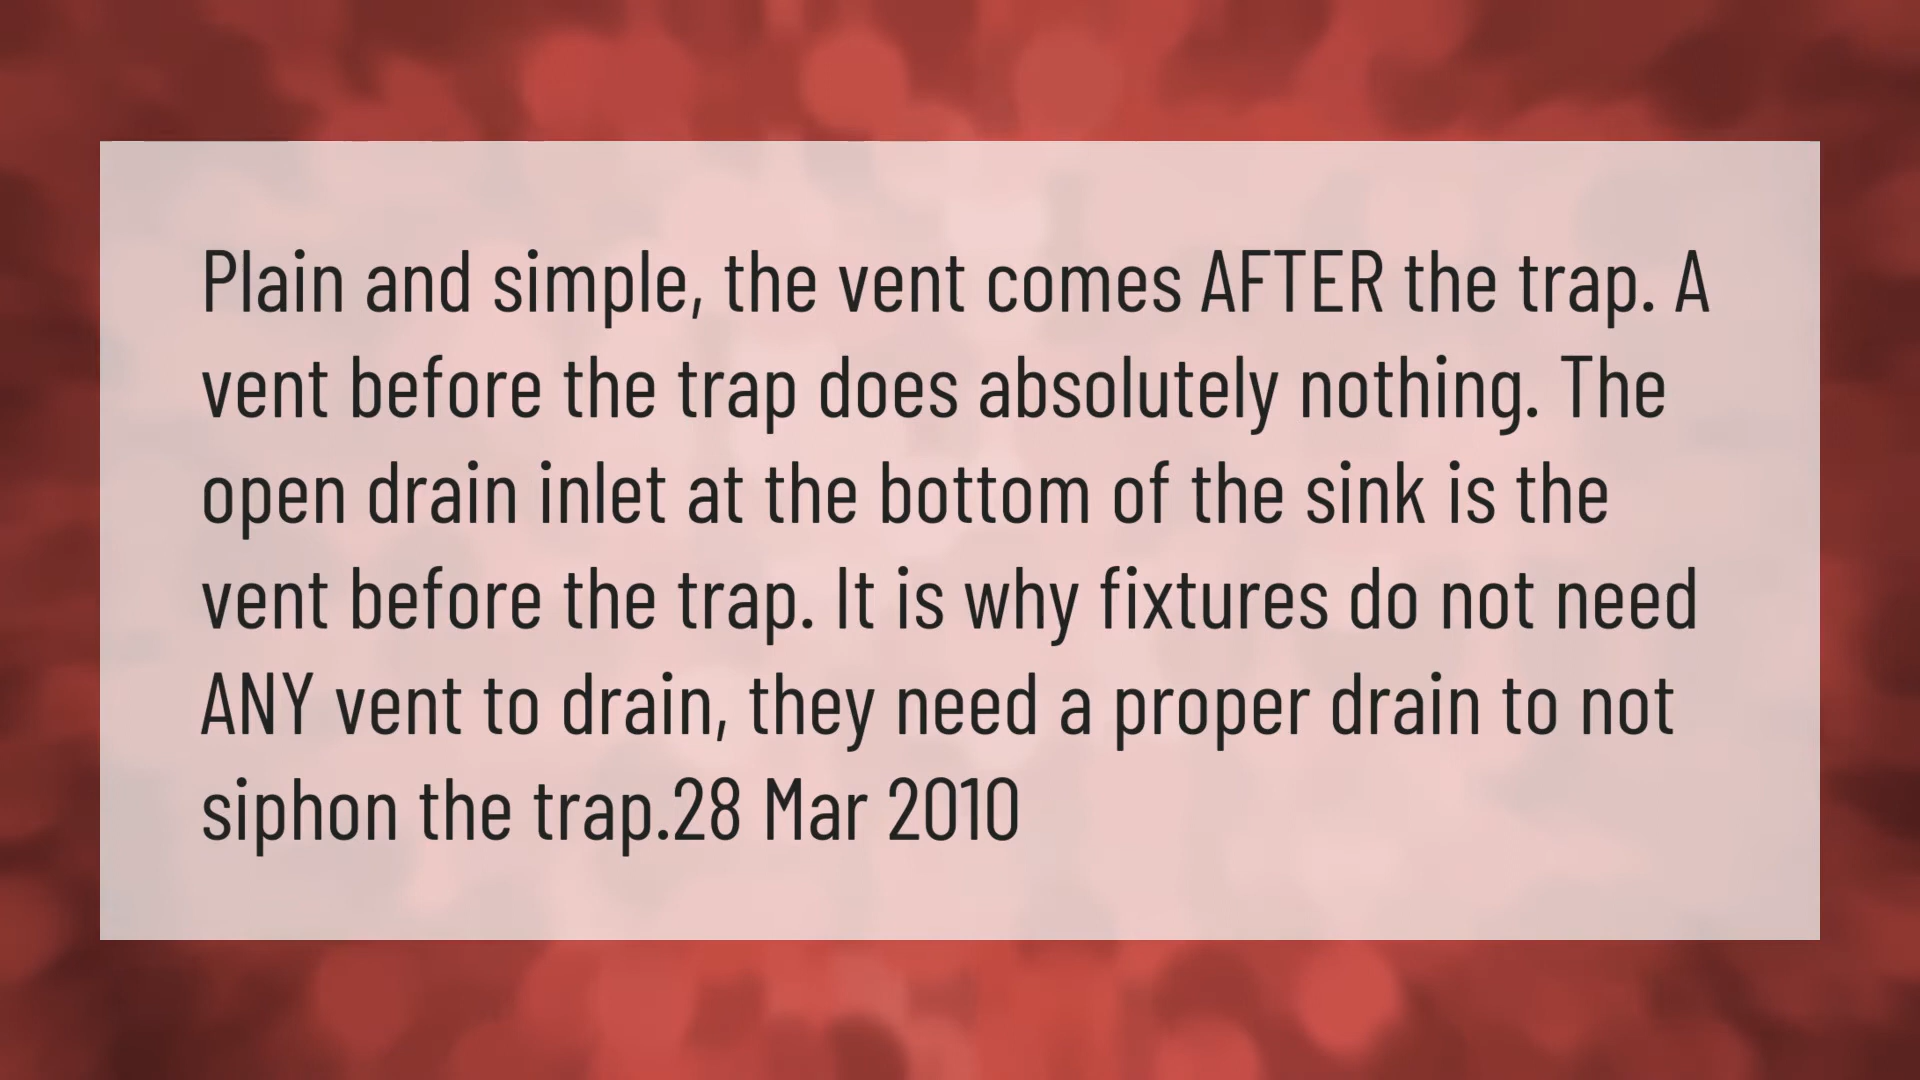 Plain and simple, the vent comes AFTER the trap. A
vent before the trap does absolutely nothing. The
open drain inlet at the bottom of the sink is the
vent before the trap. It is why fixtures do not need
ANY vent to drain, they need a proper drain to not
siphon the trap.28 Mar 2010